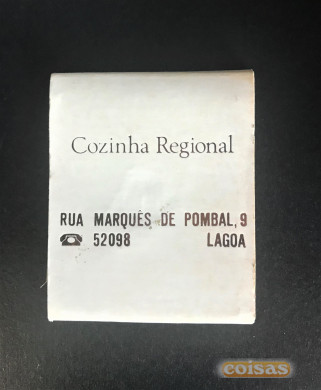 Cozinha Regional
RUA MARQUÊS DE POMBAL, 9
☎ 52098 LAGOA
coisas